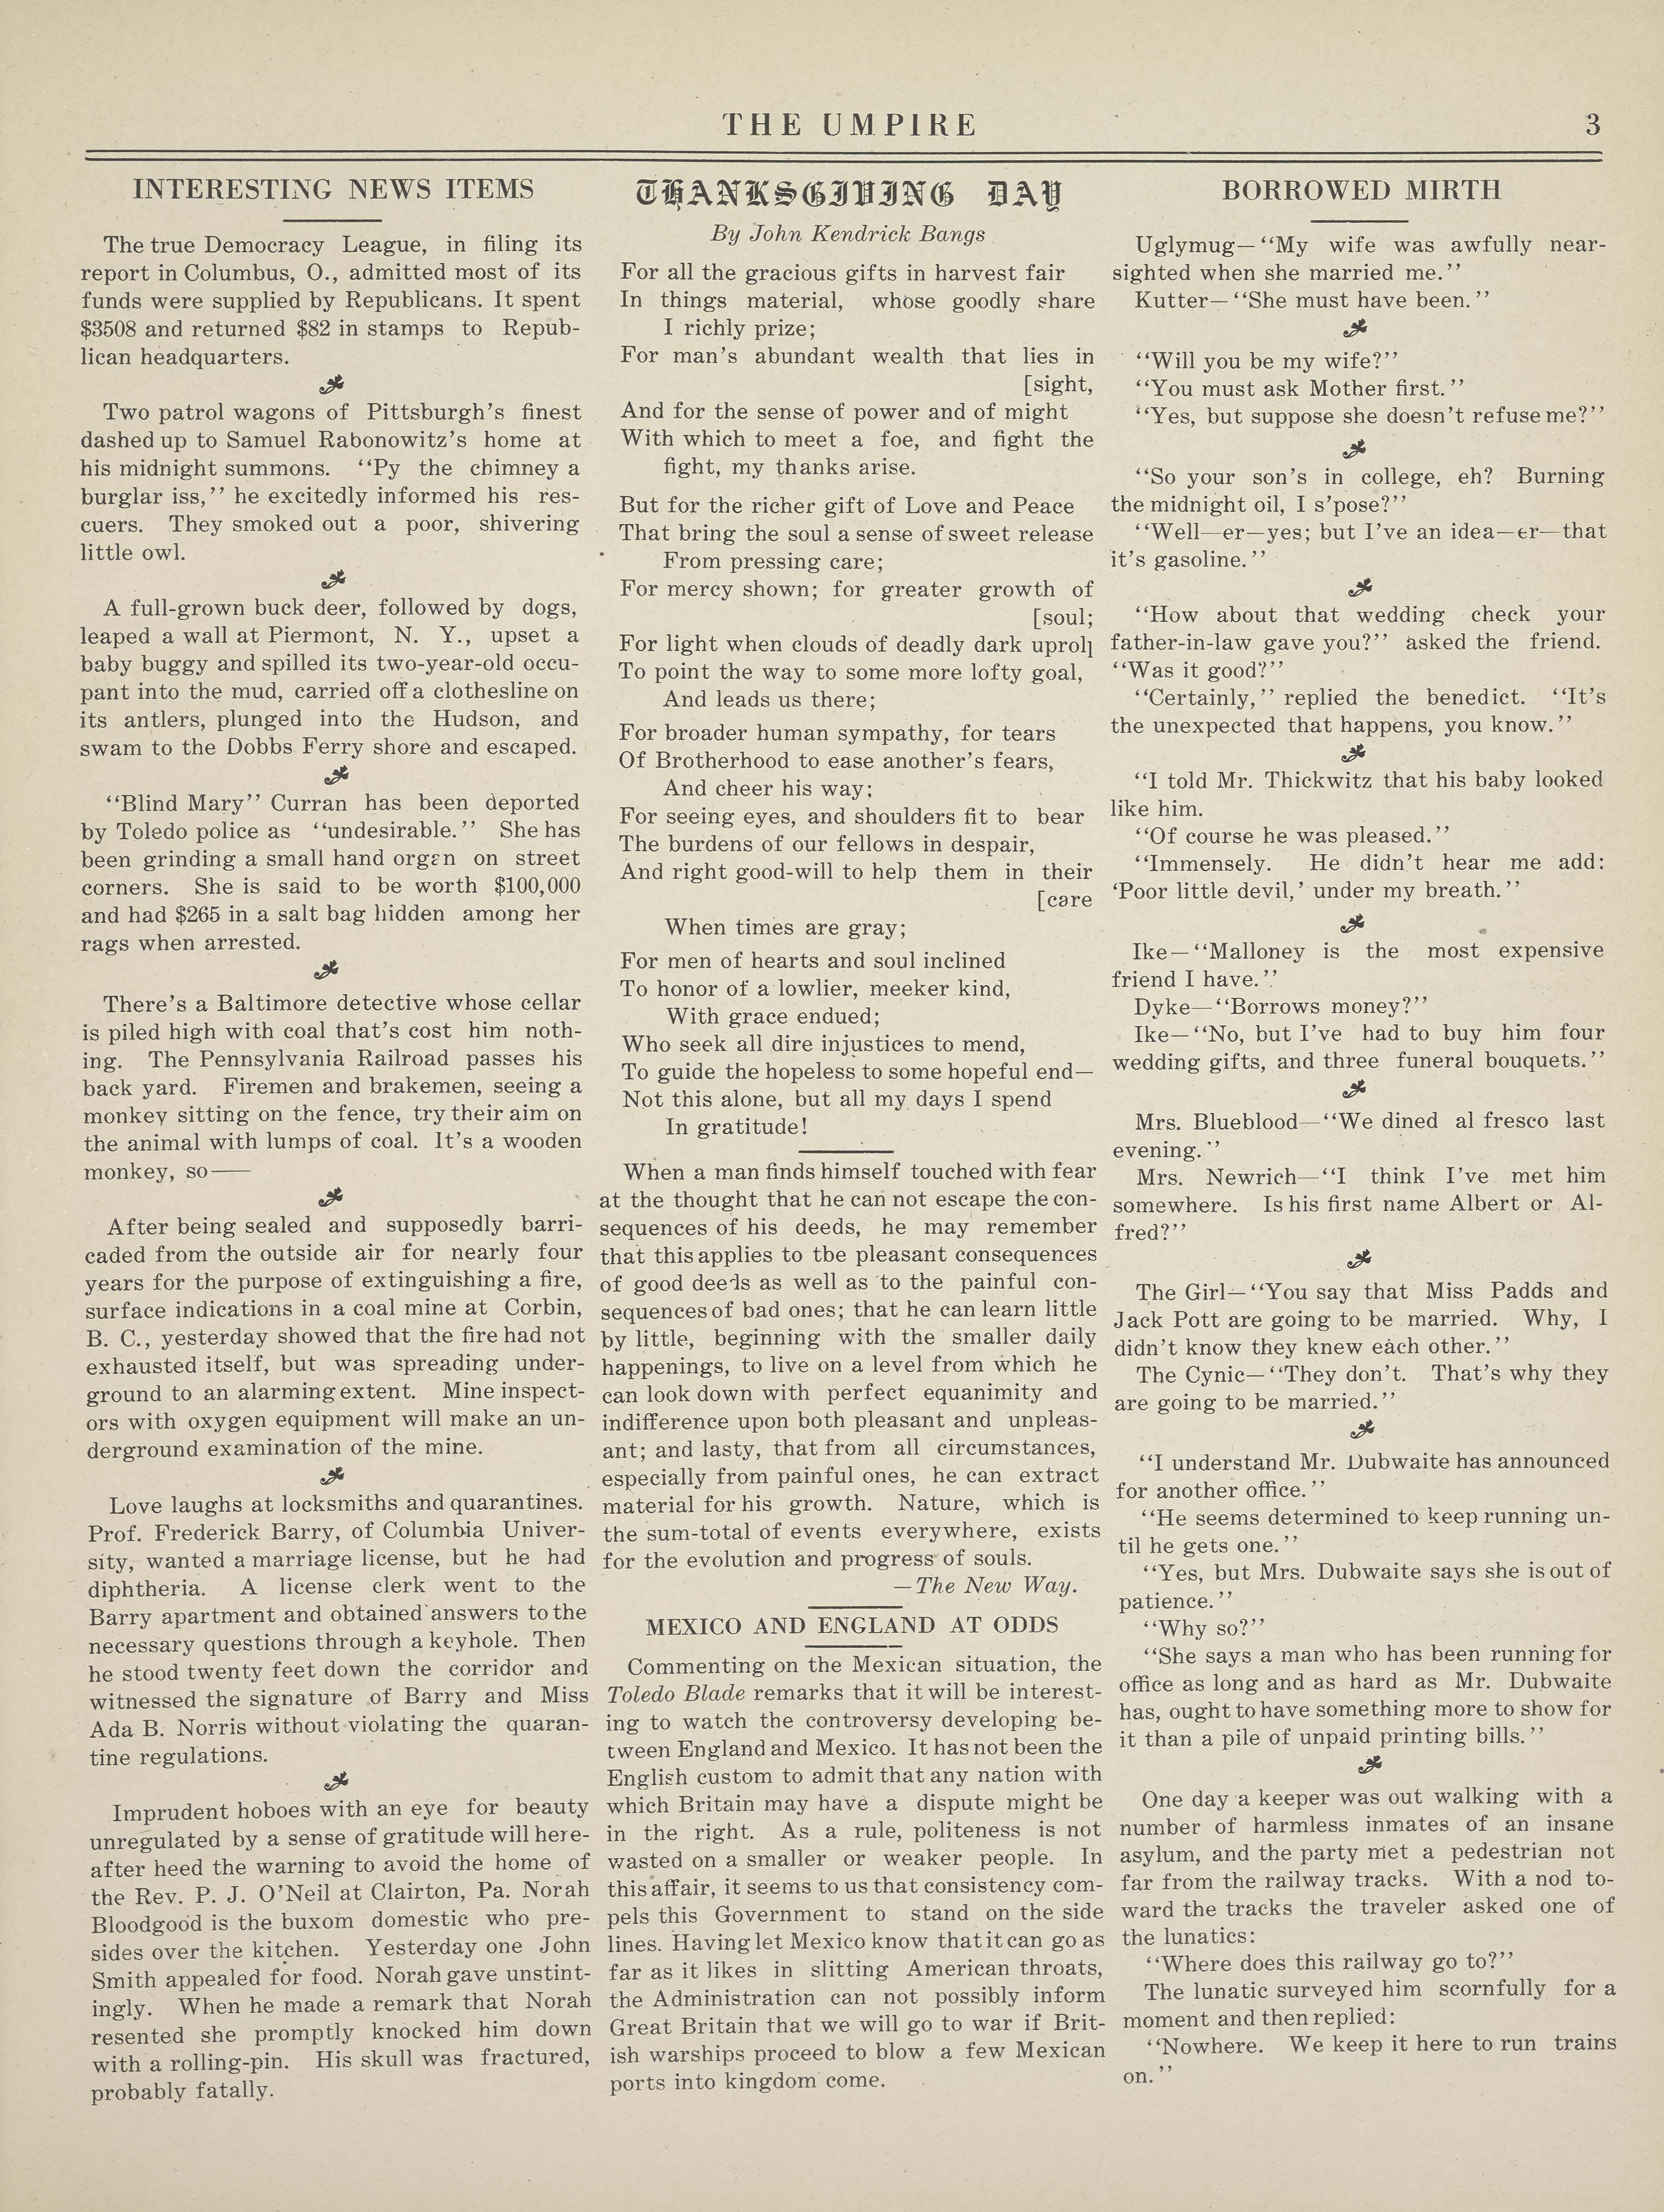 THE UMPIRE
3
INTERESTING NEWS ITEMS
The true Democracy League, in filing its
report in Columbus, O., admitted most of its
funds were supplied by Republicans. It spent
$3508 and returned $82 in stamps to Repub-
lican headquarters.
Two patrol wagons of Pittsburgh's finest
dashed up to Samuel Rabonowitz's home at
his midnight summons. "Py the chimney a
burglar iss," he excitedly informed his res-
cuers. They smoked out a poor, shivering
little owl.
A full-grown buck deer, followed by dogs,
leaped a wall at Piermont, N. Y., upset a
baby buggy and spilled its two-year-old occu-
pant into the mud, carried off a clothesline on
its antlers, plunged into the Hudson, and
swam to the Dobbs Ferry shore and escaped.
"Blind Mary" Curran has been deported
by Toledo police as "undesirable." She has
been grinding a small hand organ on street
corners. She is said to be worth $100,000
and had $265 in a salt bag hidden among her
rags when arrested.
There's a Baltimore detective whose cellar
is piled high with coal that's cost him noth-
ing. The Pennsylvania Railroad passes his
back yard. Firemen and brakemen, seeing a
monkey sitting on the fence, try their aim on
the animal with lumps of coal. It's a wooden
monkey, so——
After being sealed and supposedly barri-
caded from the outside air for nearly four
years for the purpose of extinguishing a fire,
surface indications in a coal mine at Corbin,
B. C., yesterday showed that the fire had not
exhausted itself, but was spreading under-
ground to an alarming extent. Mine inspect-
ors with oxygen equipment will make an un-
derground examination of the mine.
Love laughs at locksmiths and quarantines.
Prof. Frederick Barry, of Columbia Univer-
sity, wanted a marriage license, but he had
diphtheria. A license clerk went to the
Barry apartment and obtained answers to the
necessary questions through a keyhole. Then
he stood twenty feet down the corridor and
witnessed the signature of Barry and Miss
Ada B. Norris without violating the quaran-
tine regulations.
Imprudent hoboes with an eye for beauty
unregulated by a sense of gratitude will here-
after heed the warning to avoid the home of
the Rev. P. J. O'Neil at Clairton, Pa. Norah
Bloodgood is the buxom domestic who pre-
sides over the kitchen. Yesterday one John
Smith appealed for food. Norah gave unstint-
ingly. When he made a remark that Norah
resented she promptly knocked him down
with a rolling-pin. His skull was fractured,
probably fatally.
THANKSGIVING DAY
By John Kendrick Bangs
For all the gracious gifts in harvest fair
In things material, whose goodly share
I richly prize;
For man's abundant wealth that lies in
[sight,
And for the sense of power and of might
With which to meet a foe, and fight the
fight, my thanks arise.
But for the richer gift of Love and Peace
That bring the soul a sense of sweet release
From pressing care;
For mercy shown; for greater growth of
[soul;
For light when clouds of deadly dark uproll
To point the way to some more lofty goal,
And leads us there;
For broader human sympathy, for tears
Of Brotherhood to ease another's fears,
And cheer his way;
For seeing eyes, and shoulders fit to bear
The burdens of our fellows in despair,
And right good-will to help them in their
[care
When times are gray;
For men of hearts and soul inclined
To honor of a lowlier, meeker kind,
With grace endued;
Who seek all dire injustices to mend,
To guide the hopeless to some hopeful end—
Not this alone, but all my days I spend
In gratitude!
When a man finds himself touched with fear
at the thought that he can not escape the con-
sequences of his deeds, he may remember
that this applies to tbe pleasant consequences
of good deeds as well as to the painful con-
sequences of bad ones; that he can learn little
by little, beginning with the smaller daily
happenings, to live on a level from which he
can look down with perfect equanimity and
indifference upon both pleasant and unpleas-
ant; and lasty, that from all circumstances,
especially from painful ones, he can extract
material for his growth. Nature, which is
the sum-total of events everywhere, exists
for the evolution and progress of souls.
—The New Way.
MEXICO AND ENGLAND AT ODDS
Commenting on the Mexican situation, the
Toledo Blade remarks that it will be interest-
ing to watch the controversy developing be-
tween England and Mexico. It has not been the
English custom to admit that any nation with
which Britain may have a dispute might be
in the right. As a rule, politeness is not
wasted on a smaller or weaker people. In
this affair, it seems to us that consistency com-
pels this Government to stand on the side
lines. Having let Mexico know that it can go as
far as it likes in slitting American throats,
the Administration can not possibly inform
Great Britain that we will go to war if Brit-
ish warships proceed to blow a few Mexican
ports into kingdom come.
BORROWED MIRTH
Uglymug—"My wife was awfully near-
sighted when she married me."
Kutter—"She must have been."
"Will you be my wife?"
"You must ask Mother first."
"Yes, but suppose she doesn't refuse me?"
"So your son's in college, eh? Burning
the midnight oil, I s'pose?"
"Well—er—yes; but I've an idea—er—that
it's gasoline."
"How about that wedding check your
father-in-law gave you?" asked the friend.
"Was it good?"
"Certainly," replied the benedict. "It's
the unexpected that happens, you know."
"I told Mr. Thickwitz that his baby looked
like him.
"Of course he was pleased."
"Immensely. He didn't hear me add:
'Poor little devil,' under my breath."
Ike—"Malloney is the most expensive
friend I have."
Dyke—"Borrows money?"
Ike—"No, but I've had to buy him four
wedding gifts, and three funeral bouquets."
Mrs. Blueblood—"We dined al fresco last
evening."
Mrs. Newrich—"I think I've met him
somewhere. Is his first name Albert or Al-
fred?"
The Girl—"You say that Miss Padds and
Jack Pott are going to be married. Why, I
didn't know they knew each other."
The Cynic—"They don't. That's why they
are going to be married."
"I understand Mr. Dubwaite has announced
for another office."
"He seems determined to keep running un-
til he gets one."
"Yes, but Mrs. Dubwaite says she is out of
patience."
"Why so?"
"She says a man who has been running for
office as long and as hard as Mr. Dubwaite
has, ought to have something more to show for
it than a pile of unpaid printing bills."
One day a keeper was out walking with a
number of harmless inmates of an insane
asylum, and the party met a pedestrian not
far from the railway tracks. With a nod to-
ward the tracks the traveler asked one of
the lunatics:
"Where does this railway go to?"
The lunatic surveyed him scornfully for a
moment and then replied:
"Nowhere. We keep it here to run trains
on."